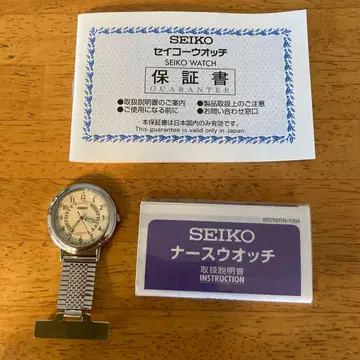 SEIKO
セイコーウオッチ
SEIKO WATCH
保証書
GUARANTEE
●取扱説明書のご案内 ●製品取扱上のご注意
●ご使用になる前に ●お問い合わせ窓口
本保証書は日本国内のみ有効です。
This guarantee is valid only in Japan.
SEIKO
ナースウオッチ
取扱説明書
INSTRUCTION
SEIKO